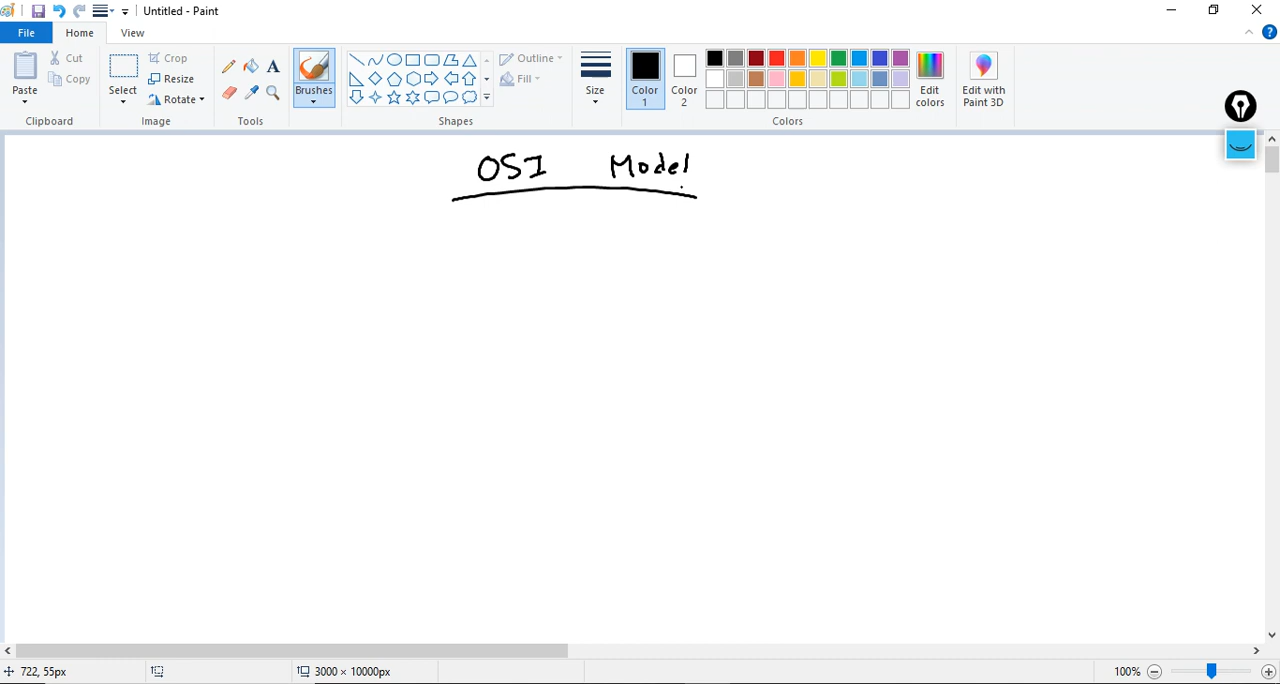 Untitled - Paint
File Home View
Paste
Cut
Copy
Clipboard
Select
Crop
Resize
Rotate
Image
A
Tools
Brushes
Shapes
Outline
Fill
Size
Color 1
Color 2
Colors
Edit colors
Edit with Paint 3D
?
OSI Model
722, 55px
3000 × 10000px
100%